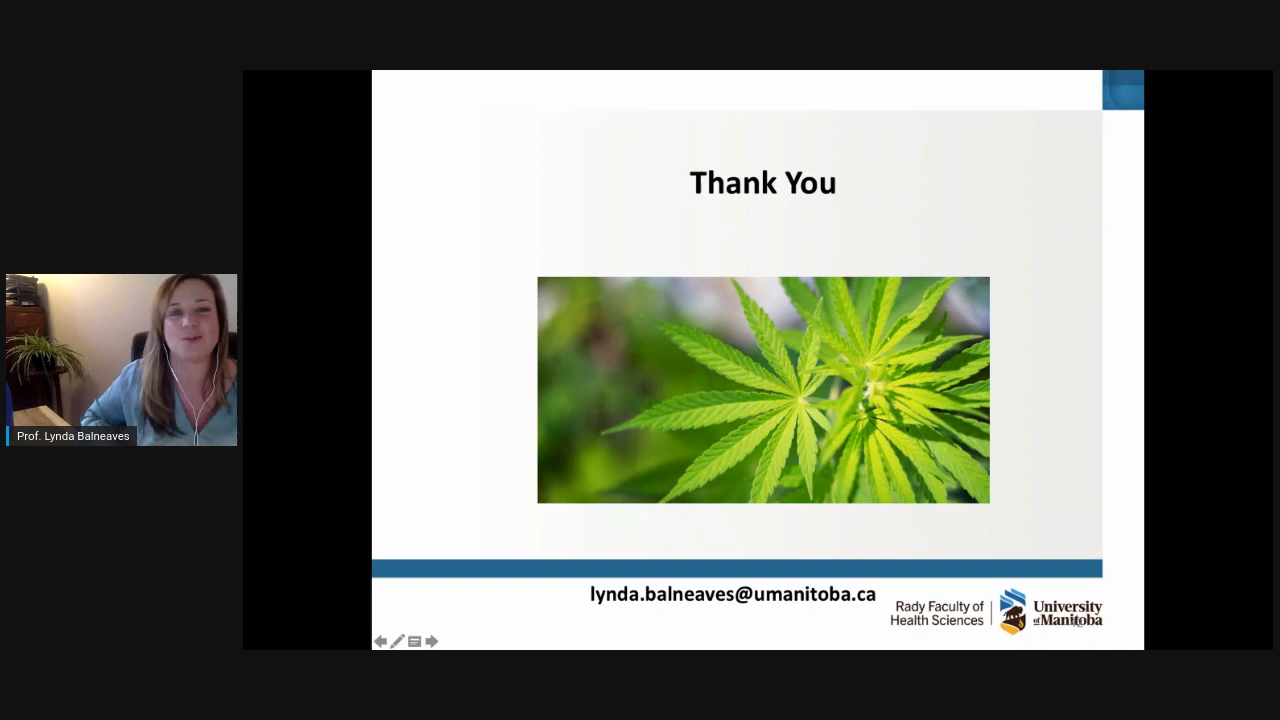 Thank You
Prof. Lynda Balneaves
lynda.balneaves@umanitoba.ca
Rady Faculty of
Health Sciences
University
of Manitoba